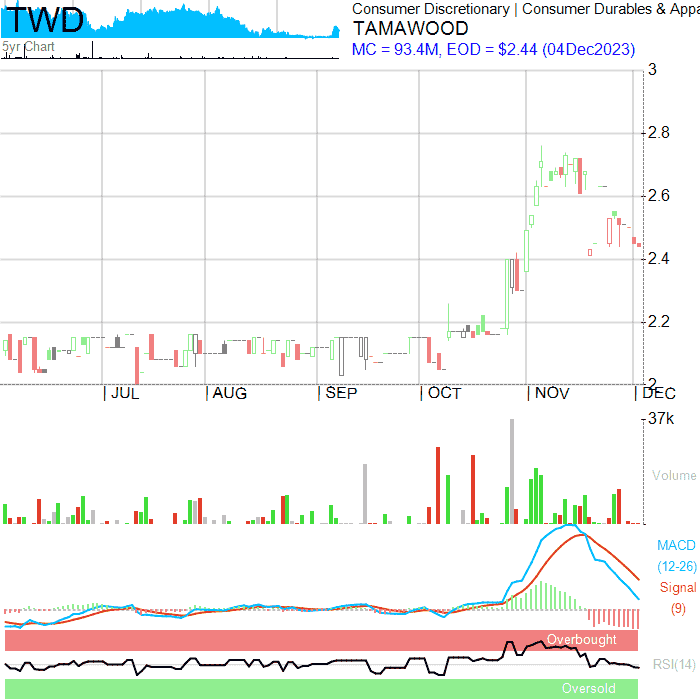 TWD
5yr Chart
Consumer Discretionary | Consumer Durables & Appa
TAMAWOOD
MC = 93.4M, EOD = $2.44 (04Dec2023)
3
2.8
2.6
2.4
2.2
2
JUL AUG SEP OCT NOV DEC
37k
Volume
MACD
(12-26)
Signal
(9)
Overbought
RSI(14)
Oversold